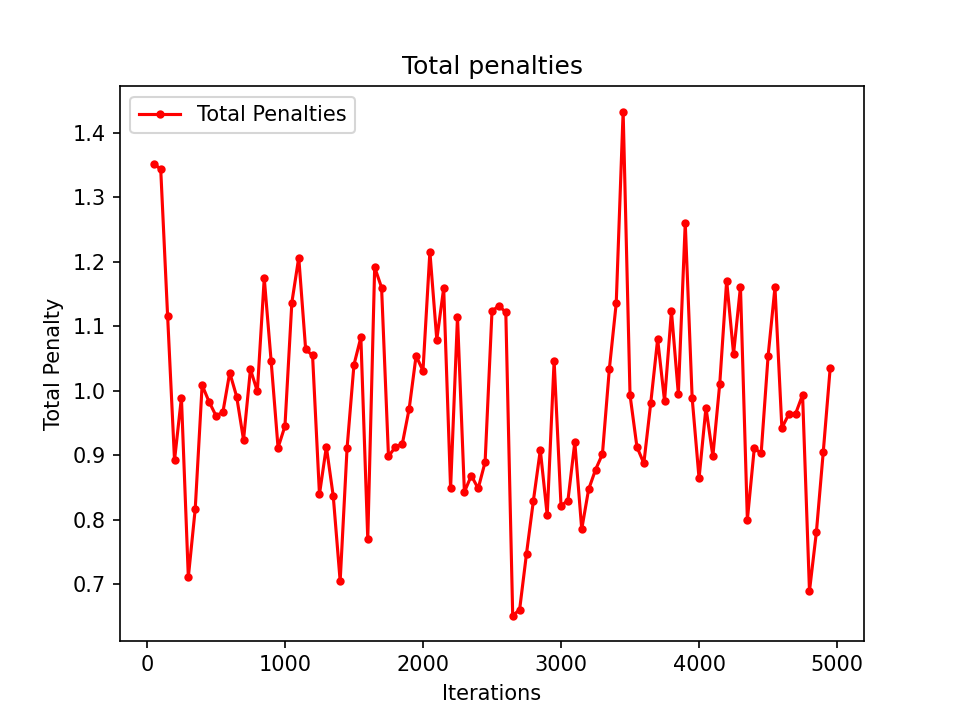 Total penalties
Total Penalties
Total Penalty
1.4
1.3
1.2
1.1
1.0
0.9
0.8
0.7
0 1000 2000 3000 4000 5000
Iterations